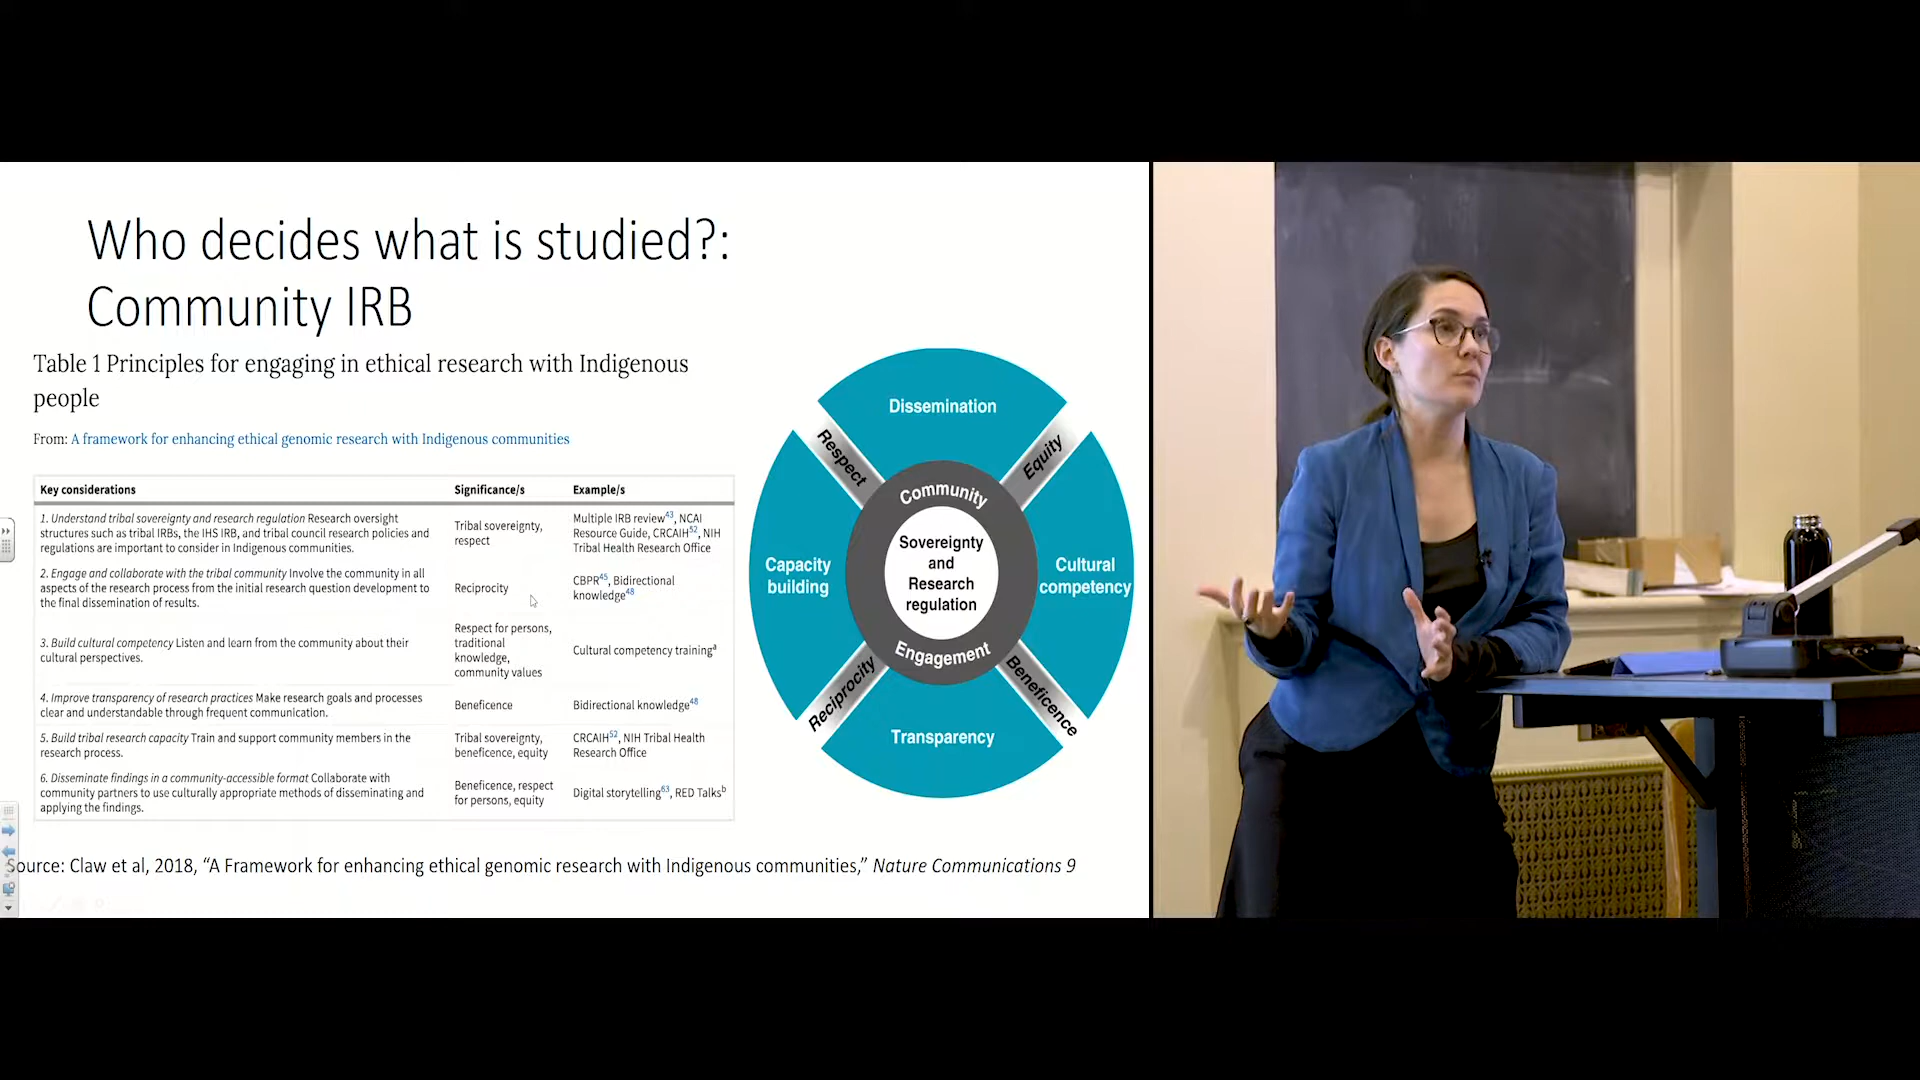 Who decides what is studied?:
Community IRB
Table 1 Principles for engaging in ethical research with Indigenous
people
From: A framework for enhancing ethical genomic research with Indigenous communities
Key considerations Significance/s Example/s
1. Understand tribal sovereignty and research regulation Research oversight
structures such as tribal IRBs, the IHS IRB, and tribal council research policies and
regulations are important to consider in Indigenous communities.
Tribal sovereignty,
respect
Multiple IRB review43, NCAI
Resource Guide, CRCAIH52, NIH
Tribal Health Research Office
2. Engage and collaborate with the tribal community Involve the community in all
aspects of the research process from the initial research question development to
the final dissemination of results.
Reciprocity
CBPR45, Bidirectional
knowledge48
3. Build cultural competency Listen and learn from the community about their
cultural perspectives.
Respect for persons,
traditional
knowledge,
community values
Cultural competency traininga
4. Improve transparency of research practices Make research goals and processes
clear and understandable through frequent communication.
Beneficence
Bidirectional knowledge48
5. Build tribal research capacity Train and support community members in the
research process.
Tribal sovereignty,
beneficence, equity
CRCAIH52, NIH Tribal Health
Research Office
6. Disseminate findings in a community-accessible format Collaborate with
community partners to use culturally appropriate methods of disseminating and
applying the findings.
Beneficence, respect
for persons, equity
Digital storytelling63, RED Talksb
Dissemination
Respect
Equity
Community
Sovereignty
and
Research
regulation
Engagement
Capacity
building
Cultural
competency
Reciprocity
Beneficence
Transparency
Source: Claw et al, 2018, “A Framework for enhancing ethical genomic research with Indigenous communities,” Nature Communications 9